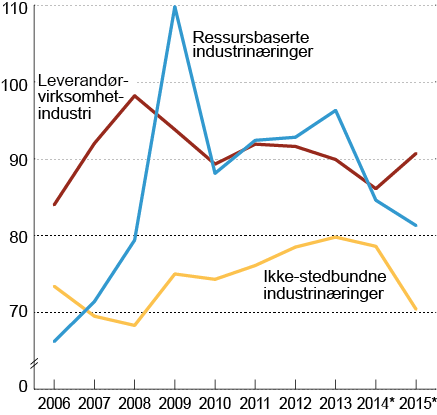 110
Ressursbaserte
industrinæringer
Leverandør-
virksomhet-
industri
100
90
80
Ikke-stedbundne
industrinæringer
70
0
2006 2007 2008 2009 2010 2011 2012 2013 2014* 2015*